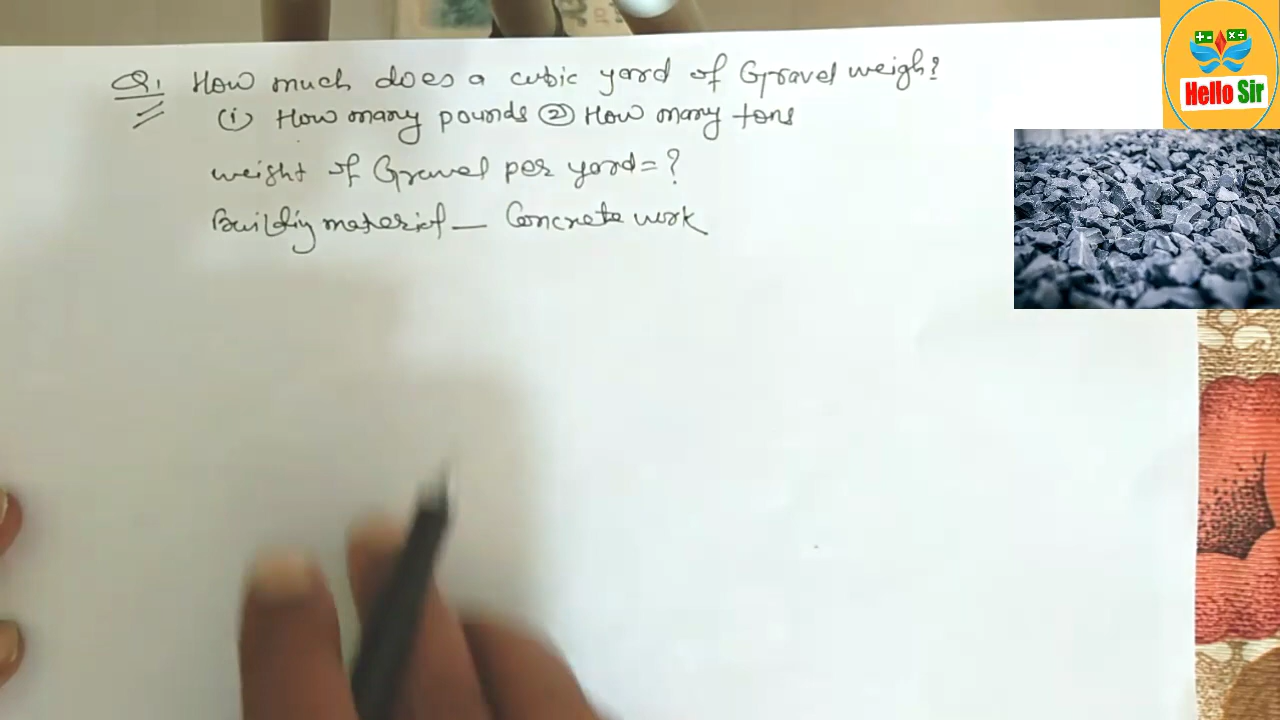 Q1 How much does a cubic yard of Gravel weigh?
(i) How many pounds ② How many tons
weight of Gravel per yard = ?
Building material — Concrete work
Hello Sir